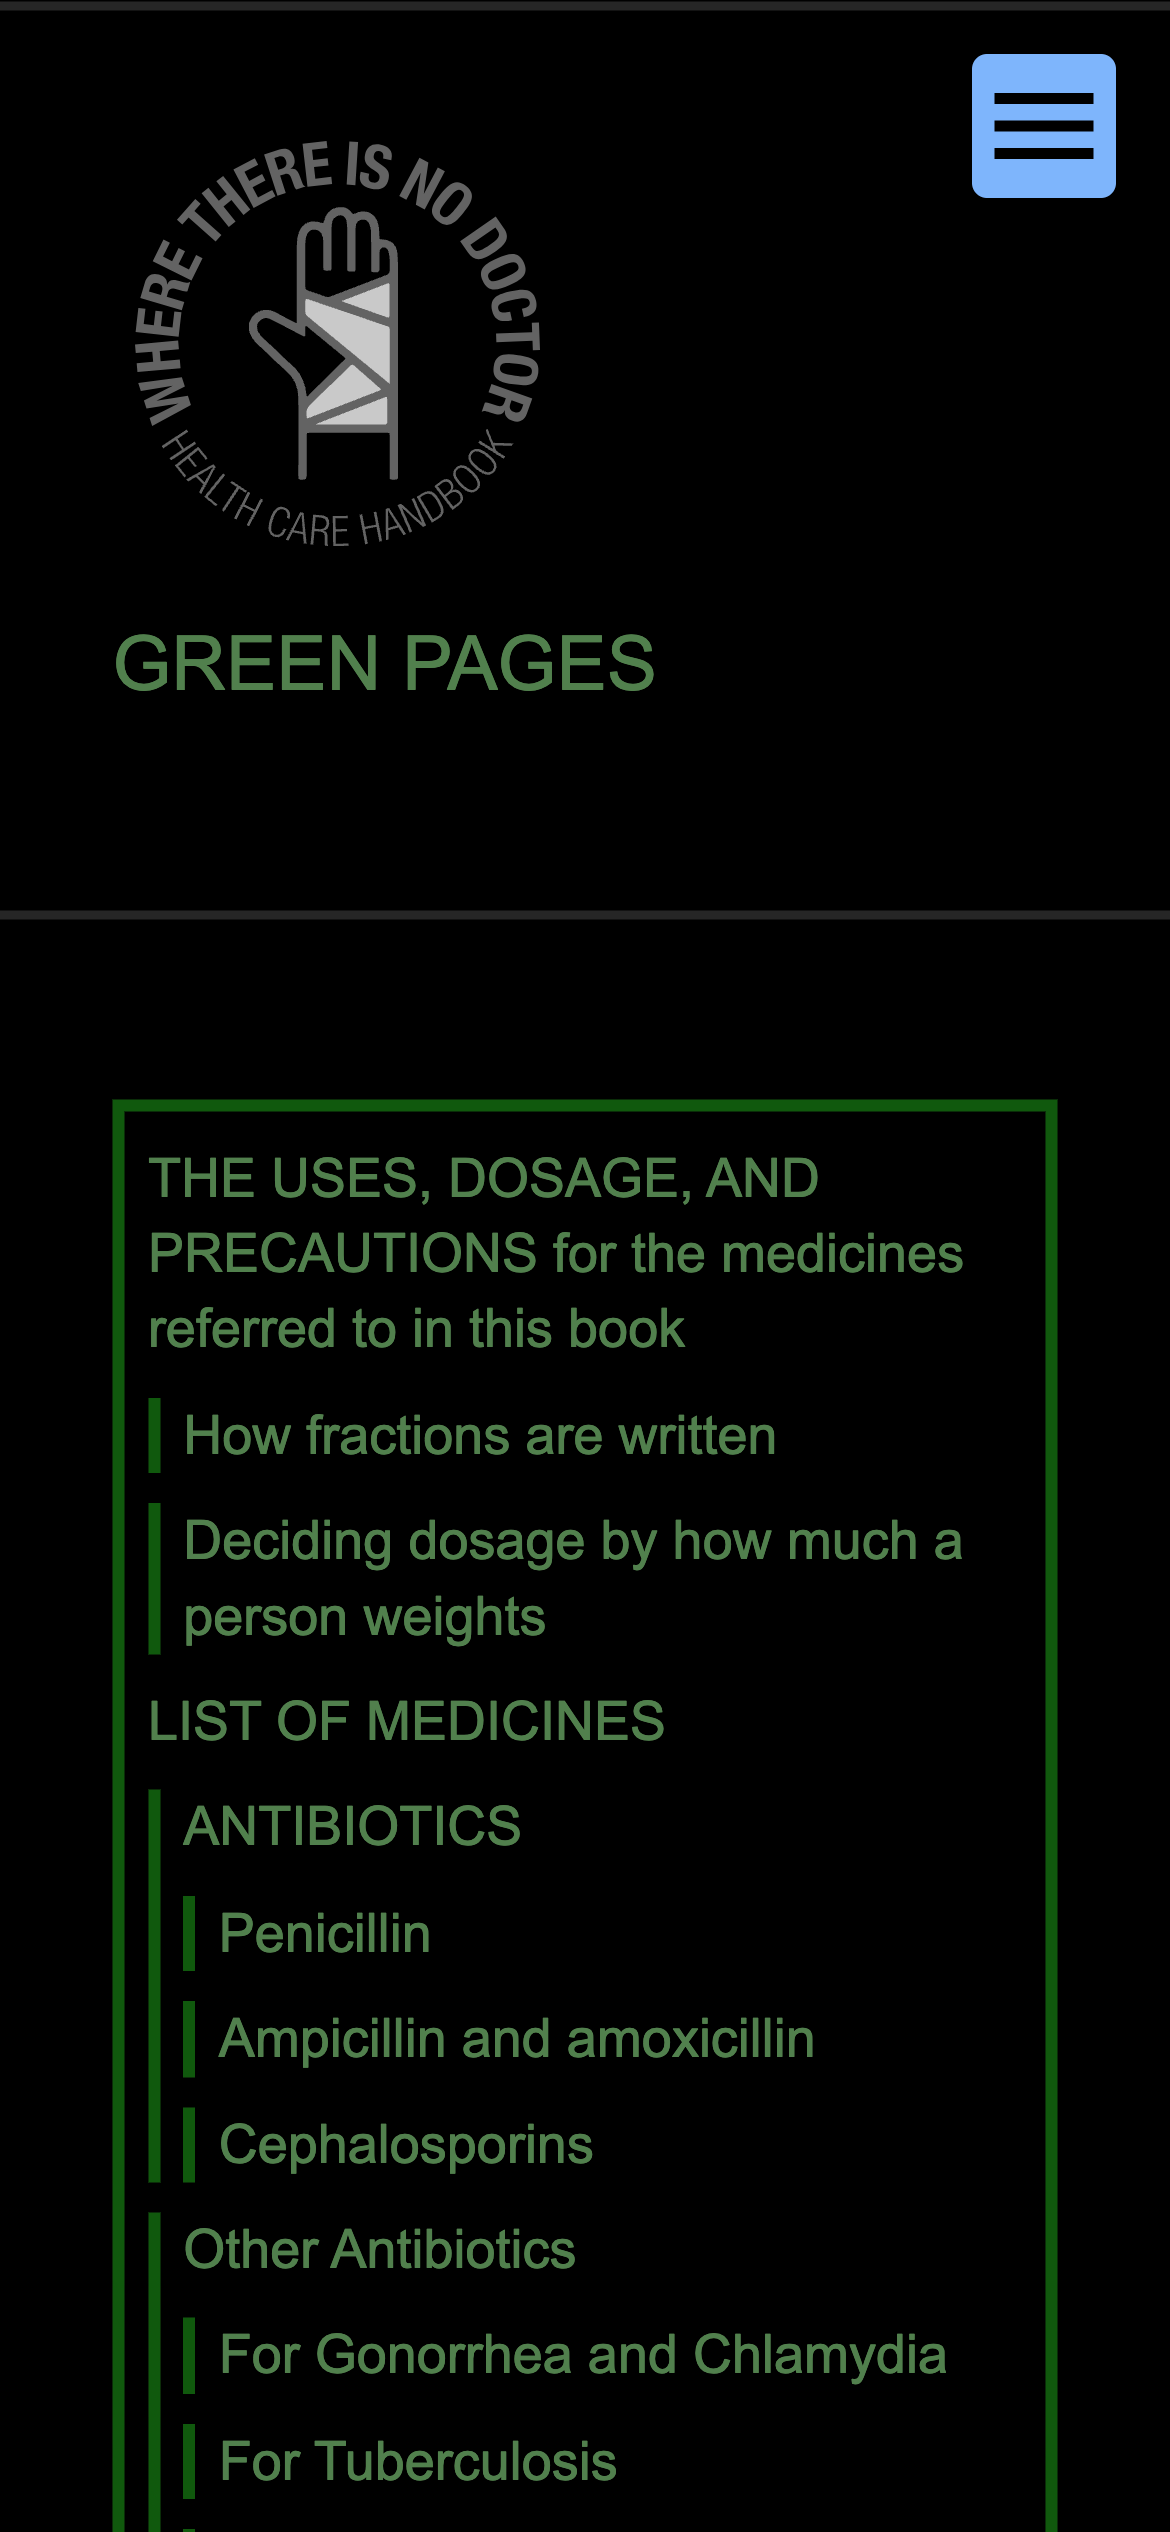 WHERE THERE IS NO DOCTOR
HEALTH CARE HANDBOOK
GREEN PAGES
THE USES, DOSAGE, AND
PRECAUTIONS for the medicines
referred to in this book
How fractions are written
Deciding dosage by how much a
person weights
LIST OF MEDICINES
ANTIBIOTICS
Penicillin
Ampicillin and amoxicillin
Cephalosporins
Other Antibiotics
For Gonorrhea and Chlamydia
For Tuberculosis